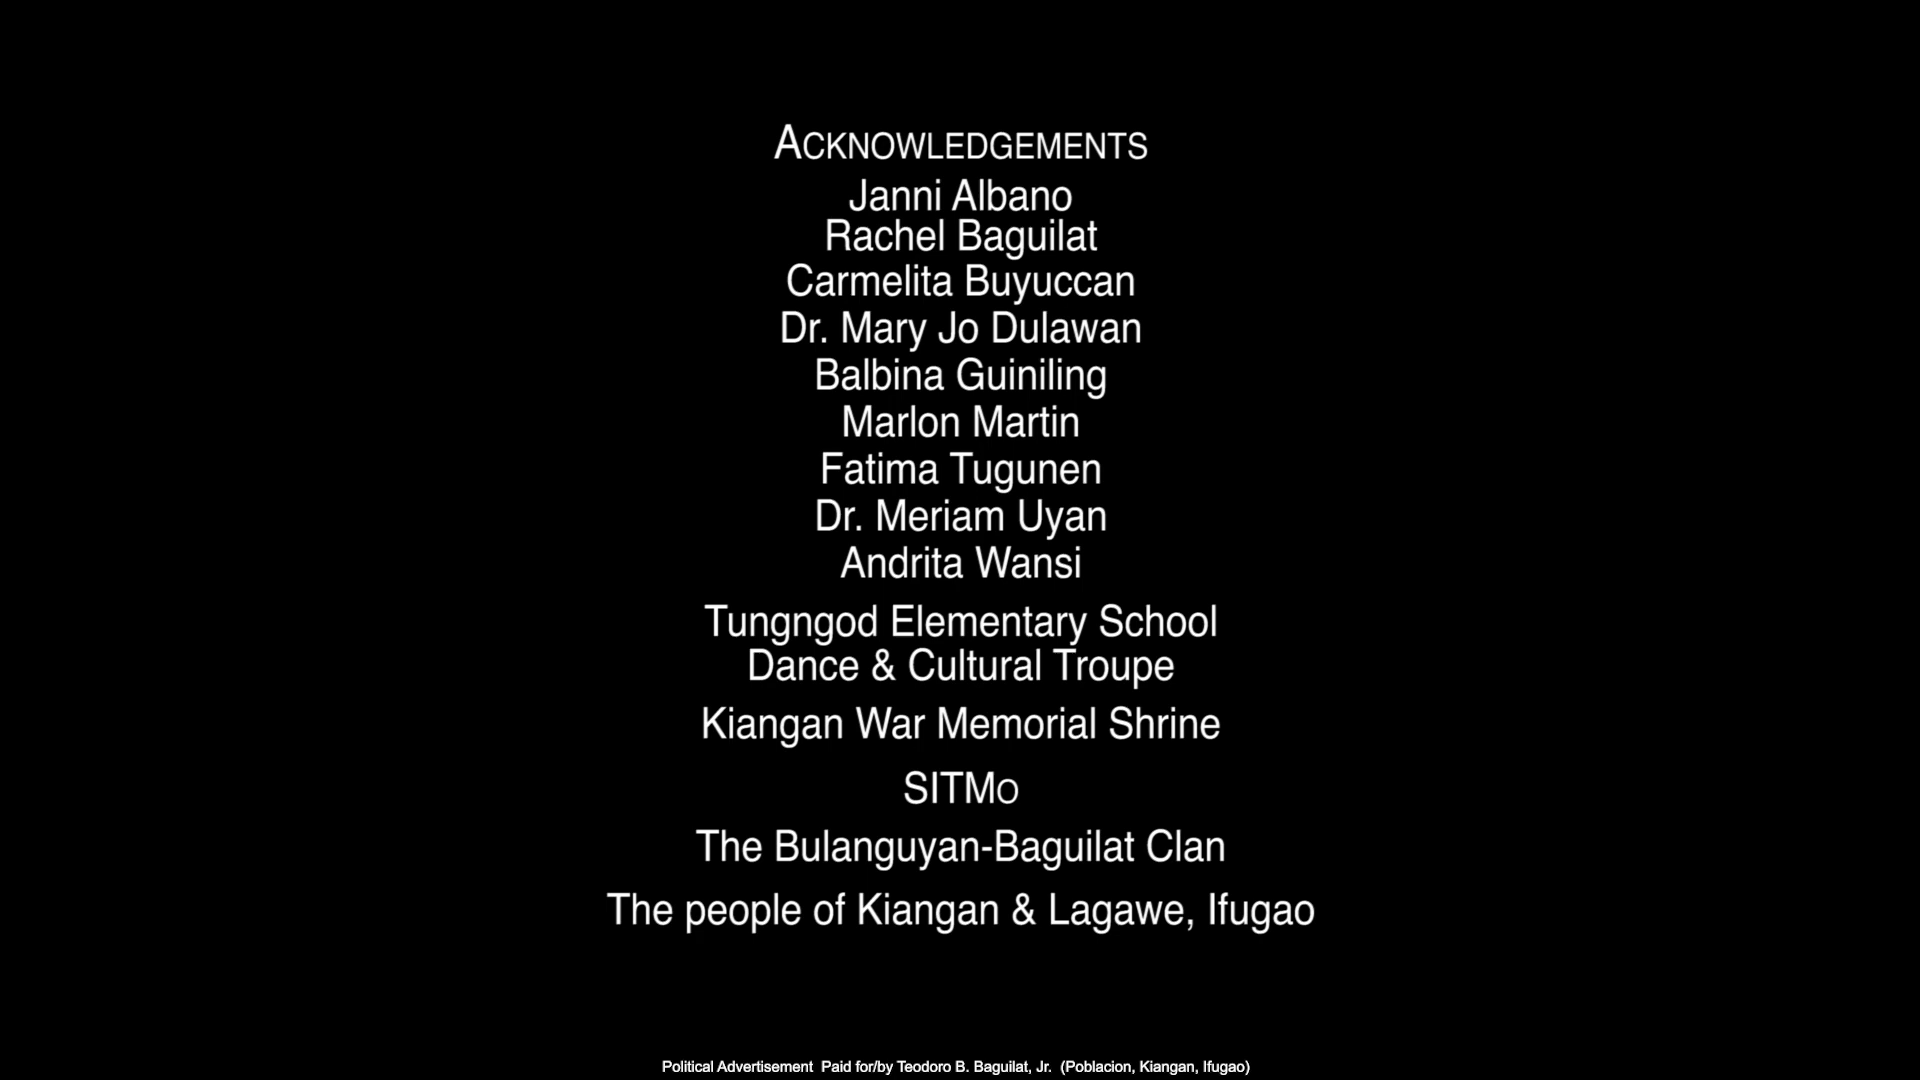 ACKNOWLEDGEMENTS
Janni Albano
Rachel Baguilat
Carmelita Buyuccan
Dr. Mary Jo Dulawan
Balbina Guiniling
Marlon Martin
Fatima Tugunen
Dr. Meriam Uyan
Andrita Wansi
Tungngod Elementary School
Dance & Cultural Troupe
Kiangan War Memorial Shrine
SITMO
The Bulanguyan-Baguilat Clan
The people of Kiangan & Lagawe, Ifugao
Political Advertisement Paid for/by Teodoro B. Baguilat, Jr. (Poblacion, Kiangan, Ifugao)